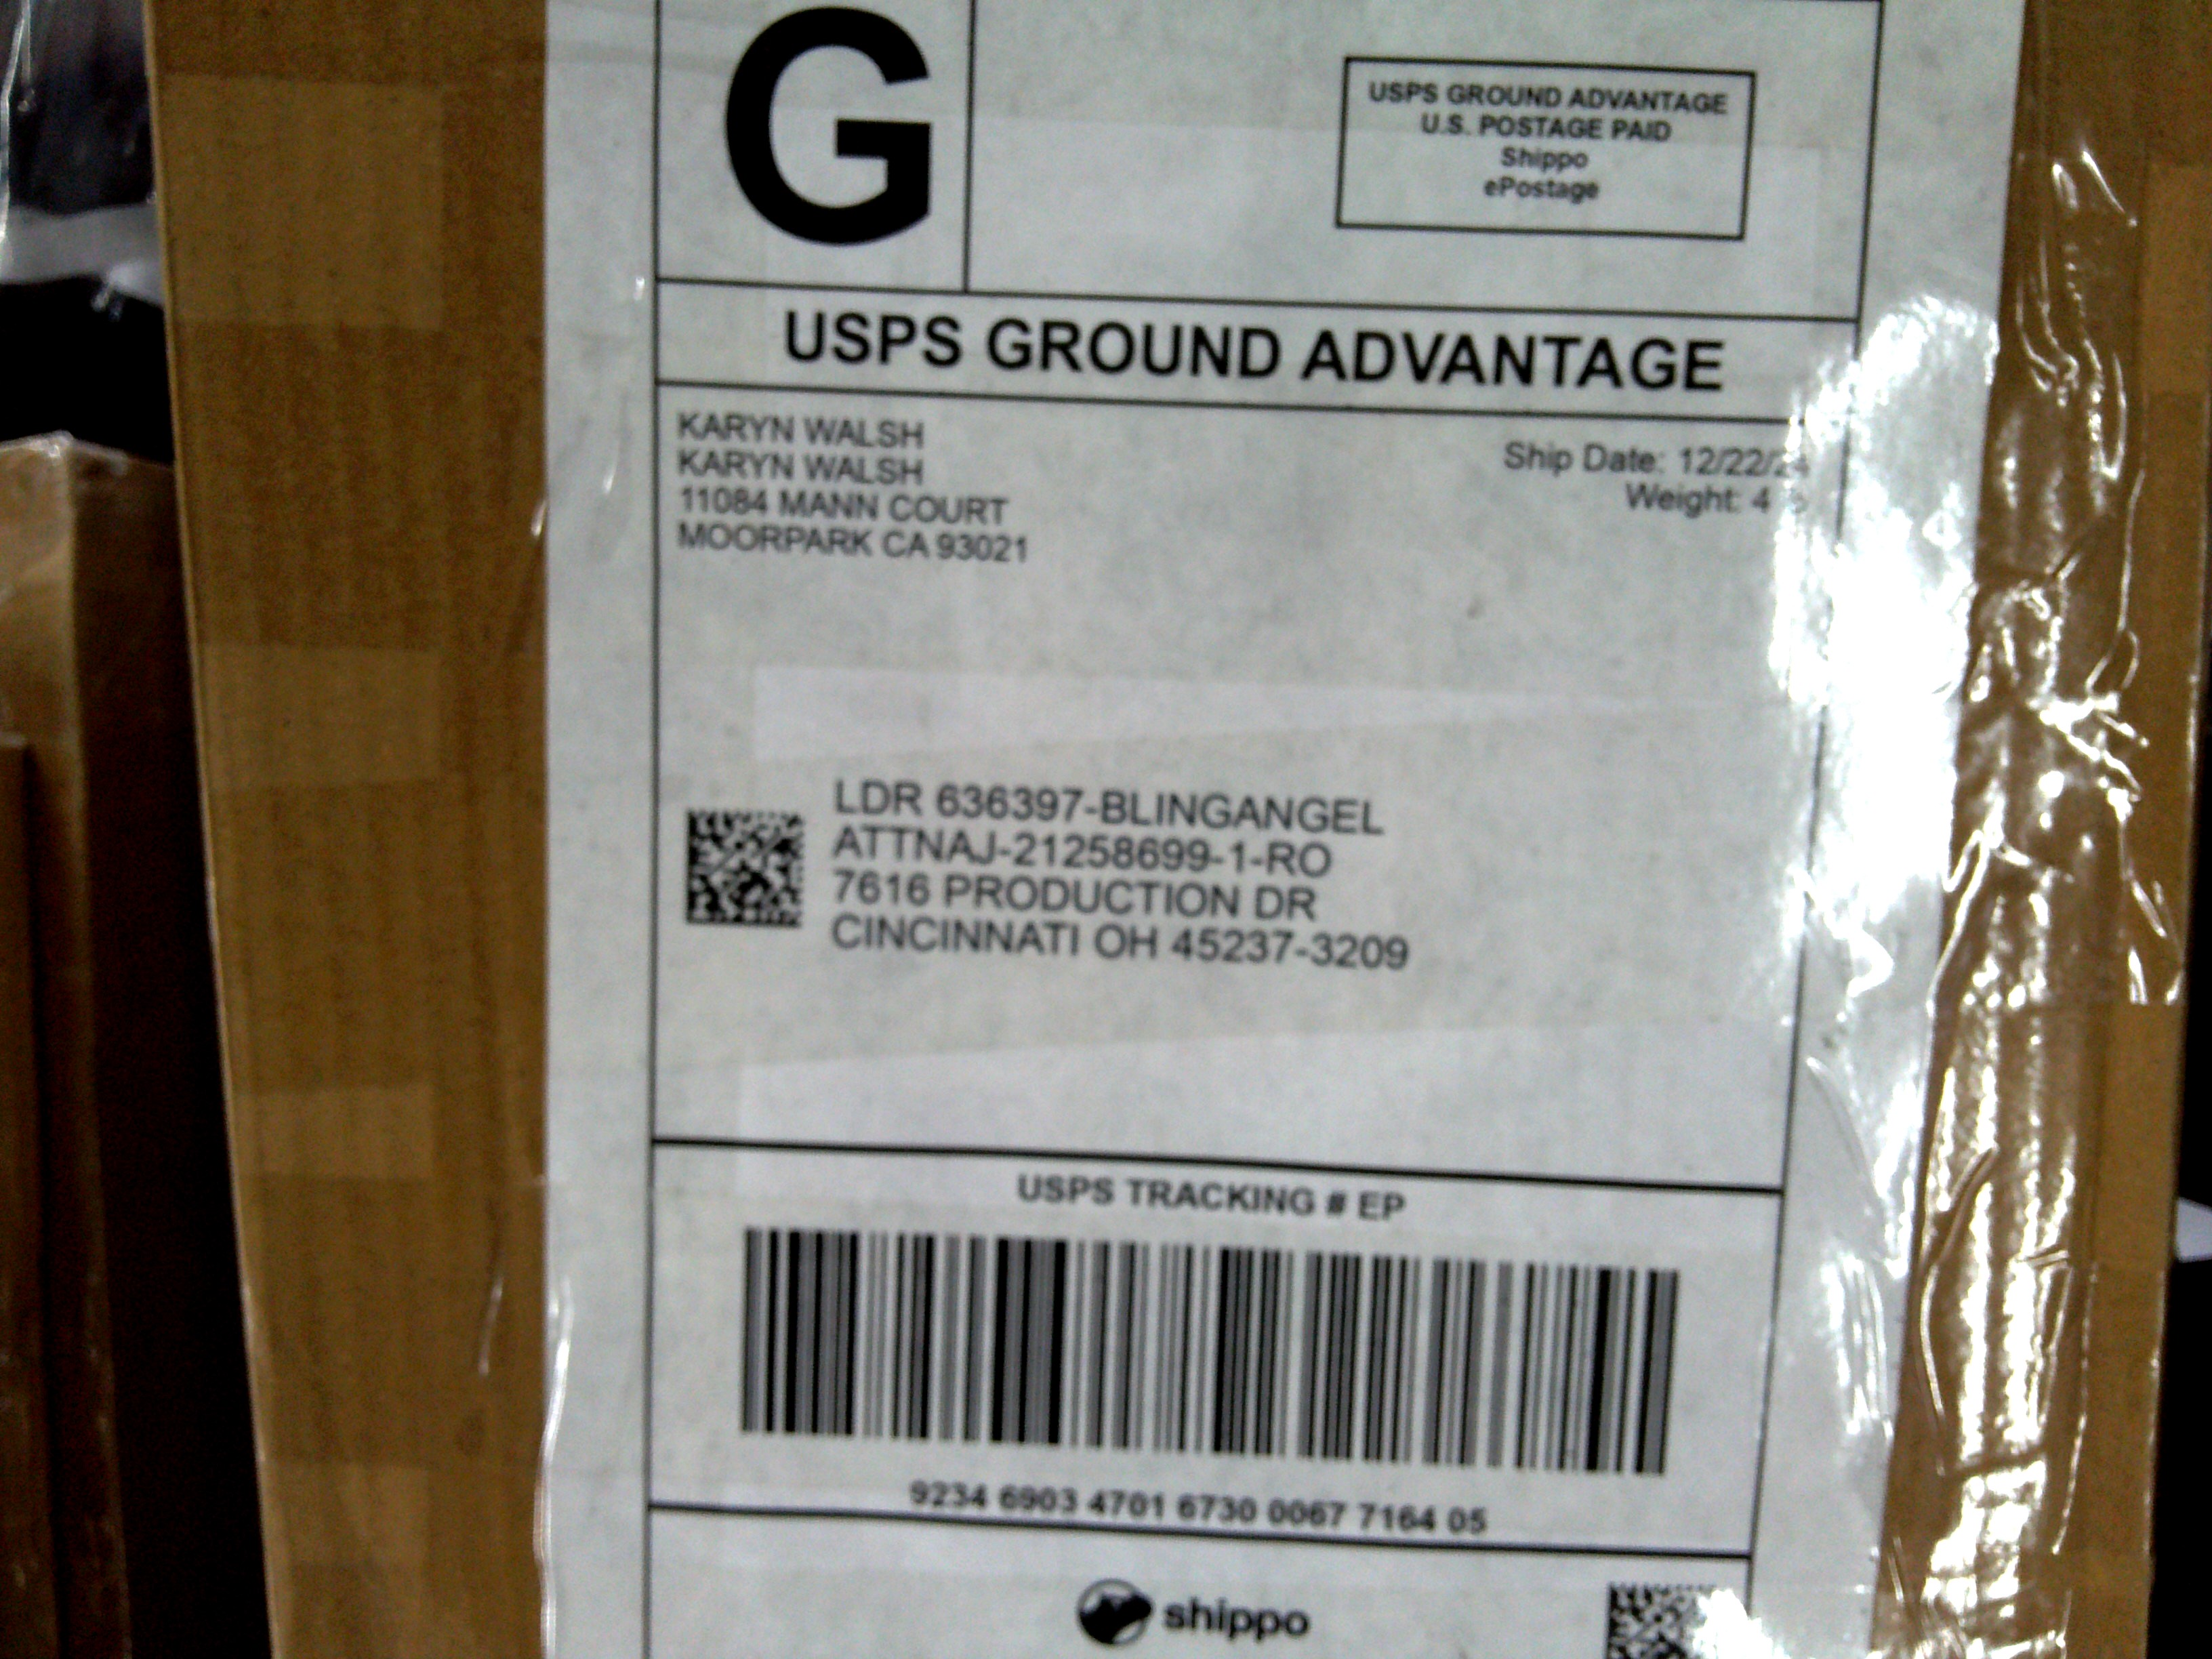 G
USPS GROUND ADVANTAGE
U.S. POSTAGE PAID
Shippo
ePostage
USPS GROUND ADVANTAGE
KARYN WALSH
KARYN WALSH
11084 MANN COURT
MOORPARK CA 93021
Ship Date: 12/22/24
Weight: 4
LDR 636397-BLINGANGEL
ATTNAJ-21258699-1-RO
7616 PRODUCTION DR
CINCINNATI OH 45237-3209
USPS TRACKING # EP
9234 6903 4701 6730 0067 7164 05
shippo